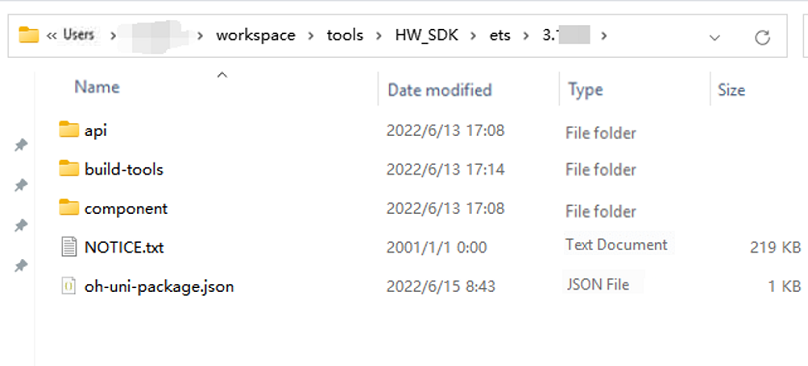 « Users › › workspace › tools › HW_SDK › ets › 3. ›
Name Date modified Type Size
api 2022/6/13 17:08 File folder
build-tools 2022/6/13 17:14 File folder
component 2022/6/13 17:08 File folder
NOTICE.txt 2001/1/1 0:00 Text Document 219 KB
oh-uni-package.json 2022/6/15 8:43 JSON File 1 KB